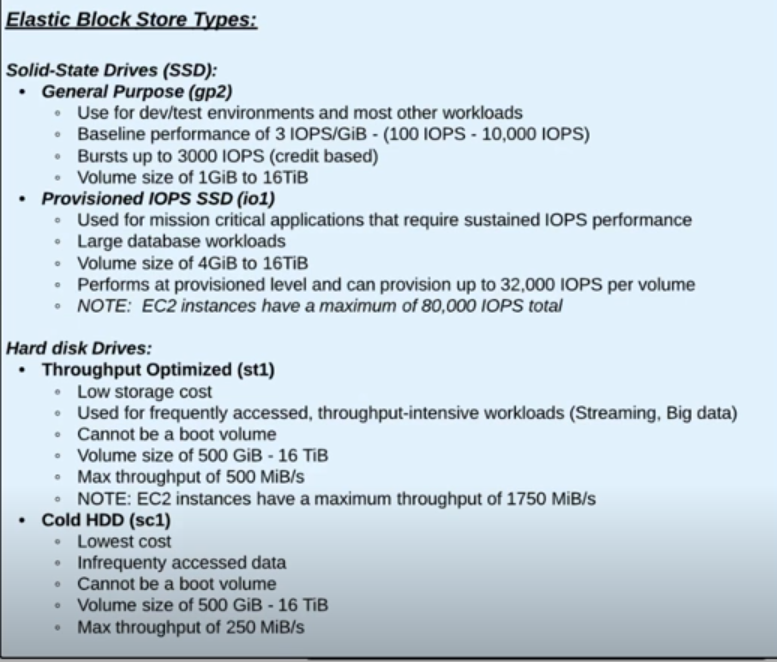 Elastic Block Store Types:
Solid-State Drives (SSD):
• General Purpose (gp2)
◦ Use for dev/test environments and most other workloads
◦ Baseline performance of 3 IOPS/GiB - (100 IOPS - 10,000 IOPS)
◦ Bursts up to 3000 IOPS (credit based)
◦ Volume size of 1GiB to 16TiB
• Provisioned IOPS SSD (io1)
◦ Used for mission critical applications that require sustained IOPS performance
◦ Large database workloads
◦ Volume size of 4GiB to 16TiB
◦ Performs at provisioned level and can provision up to 32,000 IOPS per volume
◦ NOTE: EC2 instances have a maximum of 80,000 IOPS total
Hard disk Drives:
• Throughput Optimized (st1)
◦ Low storage cost
◦ Used for frequently accessed, throughput-intensive workloads (Streaming, Big data)
◦ Cannot be a boot volume
◦ Volume size of 500 GiB - 16 TiB
◦ Max throughput of 500 MiB/s
◦ NOTE: EC2 instances have a maximum throughput of 1750 MiB/s
• Cold HDD (sc1)
◦ Lowest cost
◦ Infrequenty accessed data
◦ Cannot be a boot volume
◦ Volume size of 500 GiB - 16 TiB
◦ Max throughput of 250 MiB/s